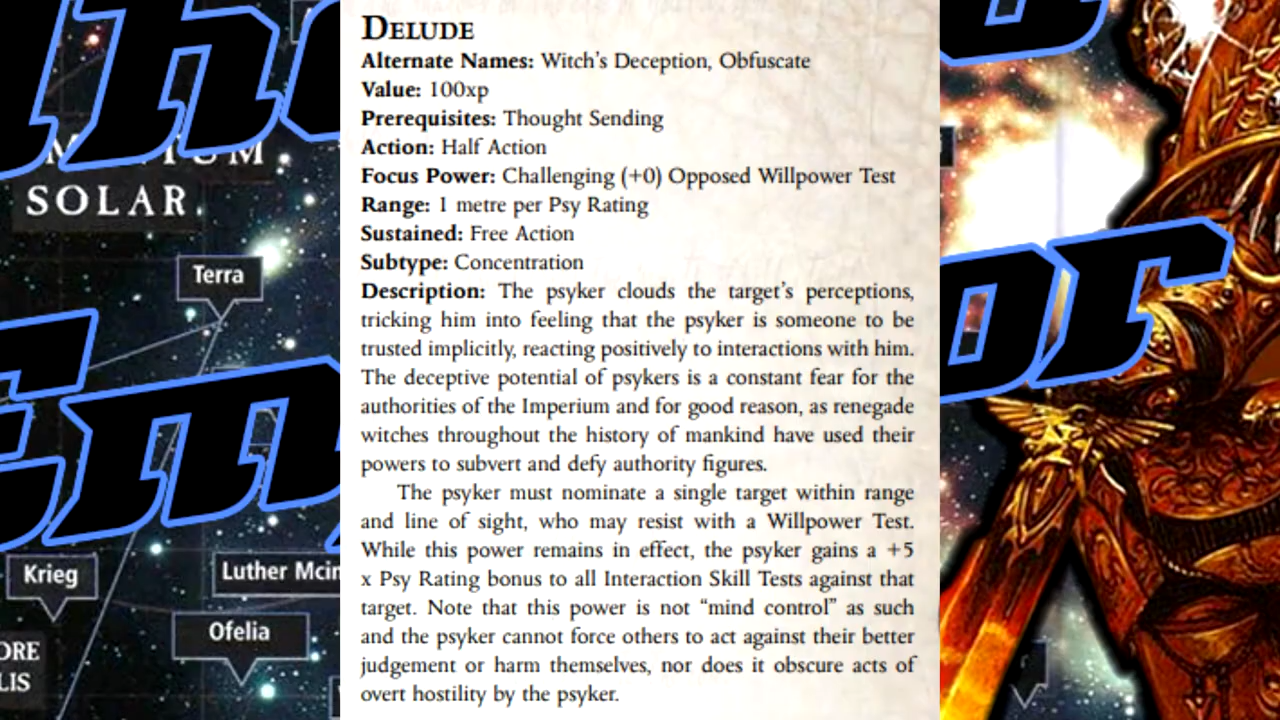 SOLAR
Terra
Krieg
Ofelia
DELUDE
Alternate Names: Witch's Deception, Obfuscate
Value: 100xp
Prerequisites: Thought Sending
Action: Half Action
Focus Power: Challenging (+0) Opposed Willpower Test
Range: 1 metre per Psy Rating
Sustained: Free Action
Subtype: Concentration
Description: The psyker clouds the target's perceptions,
tricking him into feeling that the psyker is someone to be
trusted implicitly, reacting positively to interactions with him.
The deceptive potential of psykers is a constant fear for the
authorities of the Imperium and for good reason, as renegade
witches throughout the history of mankind have used their
powers to subvert and defy authority figures.
The psyker must nominate a single target within range
and line of sight, who may resist with a Willpower Test.
While this power remains in effect, the psyker gains a +5
x Psy Rating bonus to all Interaction Skill Tests against that
target. Note that this power is not “mind control” as such
and the psyker cannot force others to act against their better
judgement or harm themselves, nor does it obscure acts of
overt hostility by the psyker.
Luther